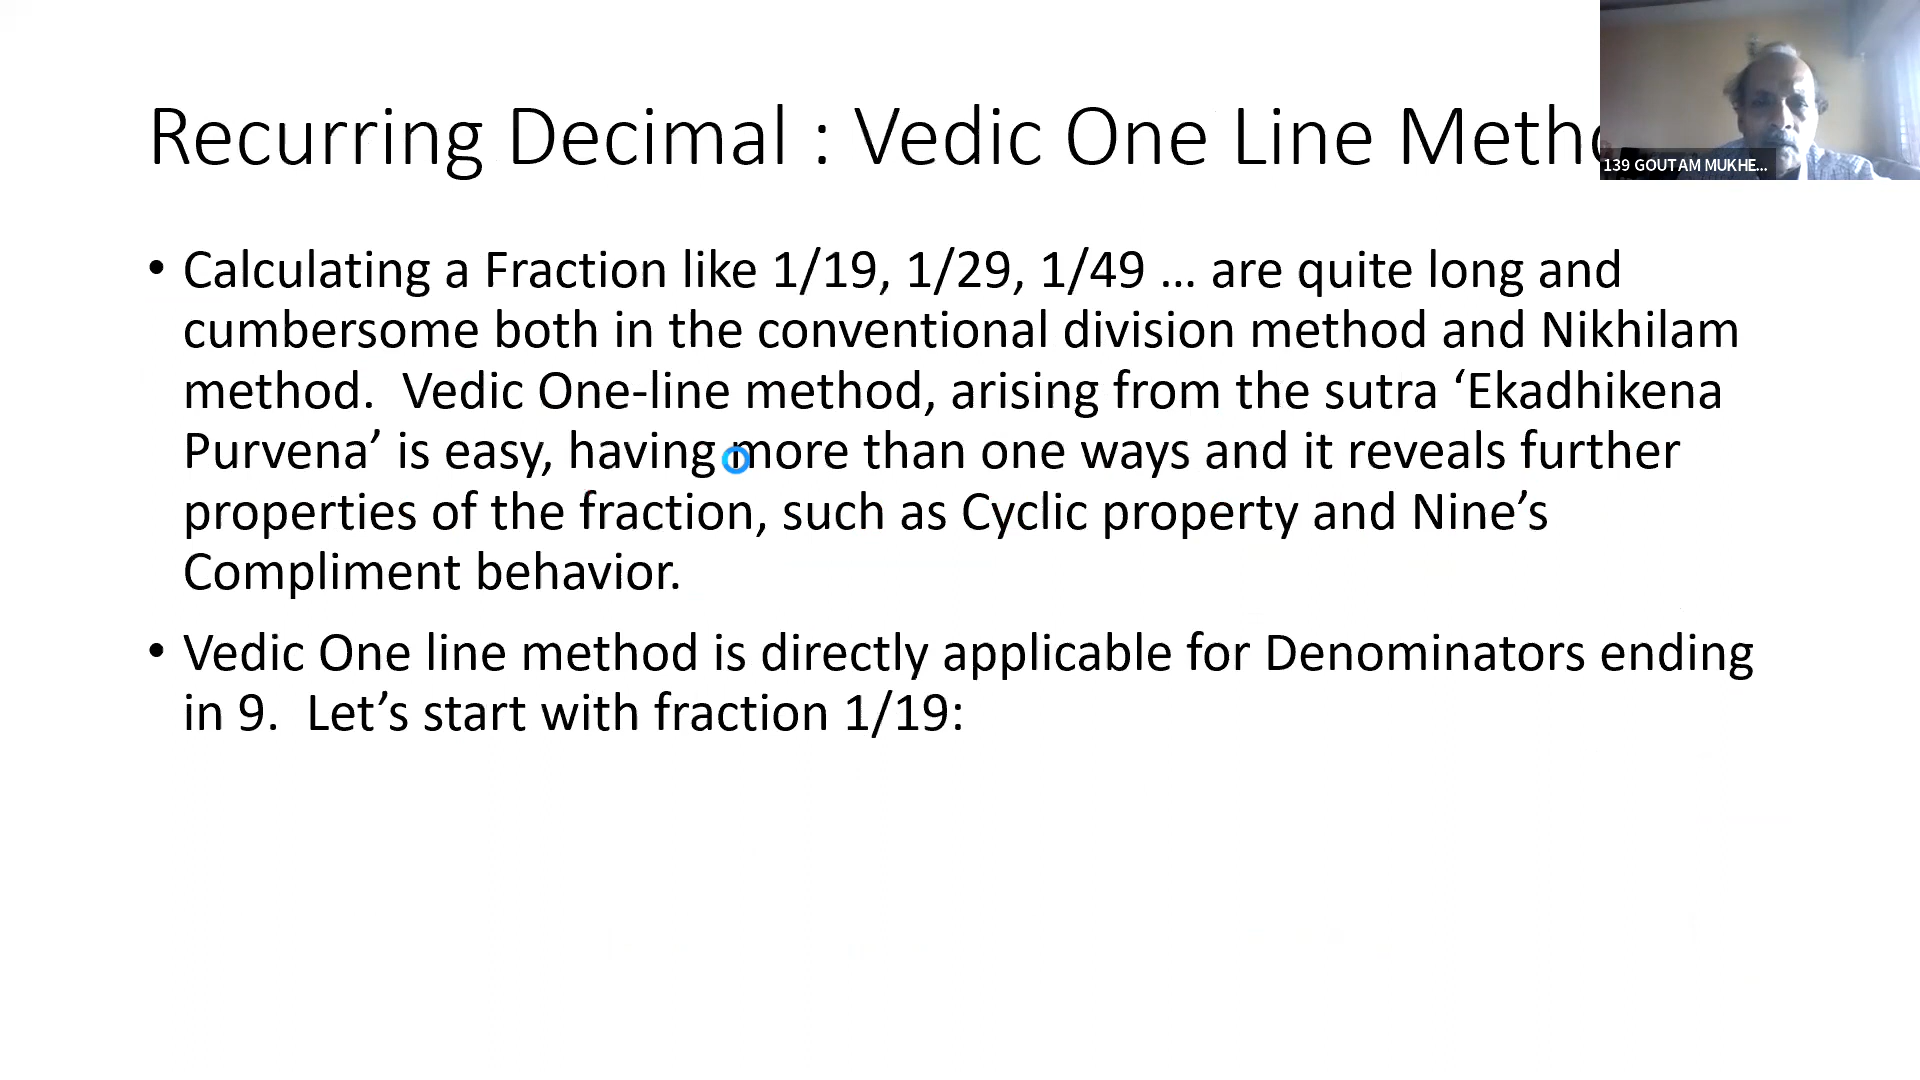 Recurring Decimal : Vedic One Line Metho
139 GOUTAM MUKHE...
• Calculating a Fraction like 1/19, 1/29, 1/49 ... are quite long and
cumbersome both in the conventional division method and Nikhilam
method.  Vedic One-line method, arising from the sutra ‘Ekadhikena
Purvena’ is easy, having more than one ways and it reveals further
properties of the fraction, such as Cyclic property and Nine’s
Compliment behavior.
• Vedic One line method is directly applicable for Denominators ending
in 9.  Let’s start with fraction 1/19: